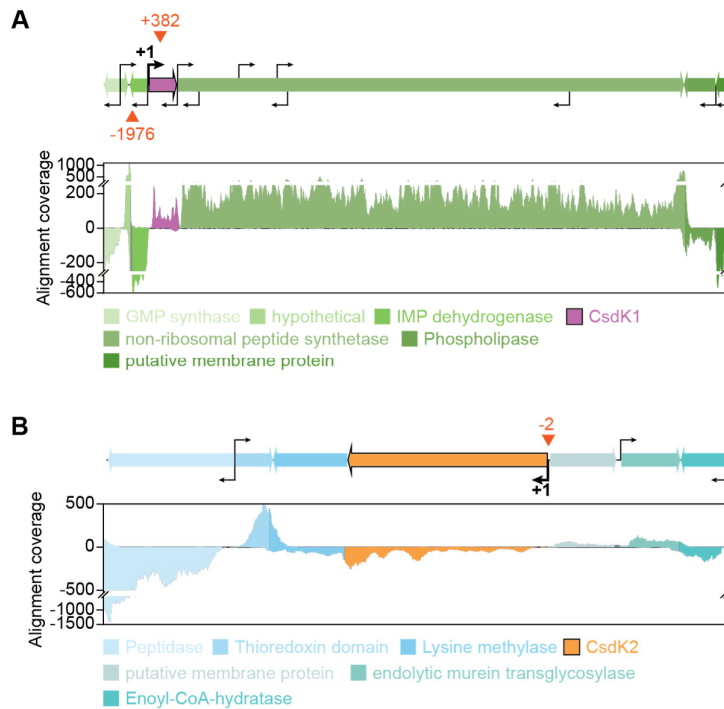 A
+382
+1
-1976
Alignment coverage
1000
500
200
0
-200
-400
-600
GMP synthase hypothetical IMP dehydrogenase CsdK1
non-ribosomal peptide synthetase Phospholipase
putative membrane protein
B
-2
+1
Alignment coverage
500
0
-500
-1000
-1500
Peptidase Thioredoxin domain Lysine methylase CsdK2
putative membrane protein endolytic murein transglycosylase
Enoyl-CoA-hydratase